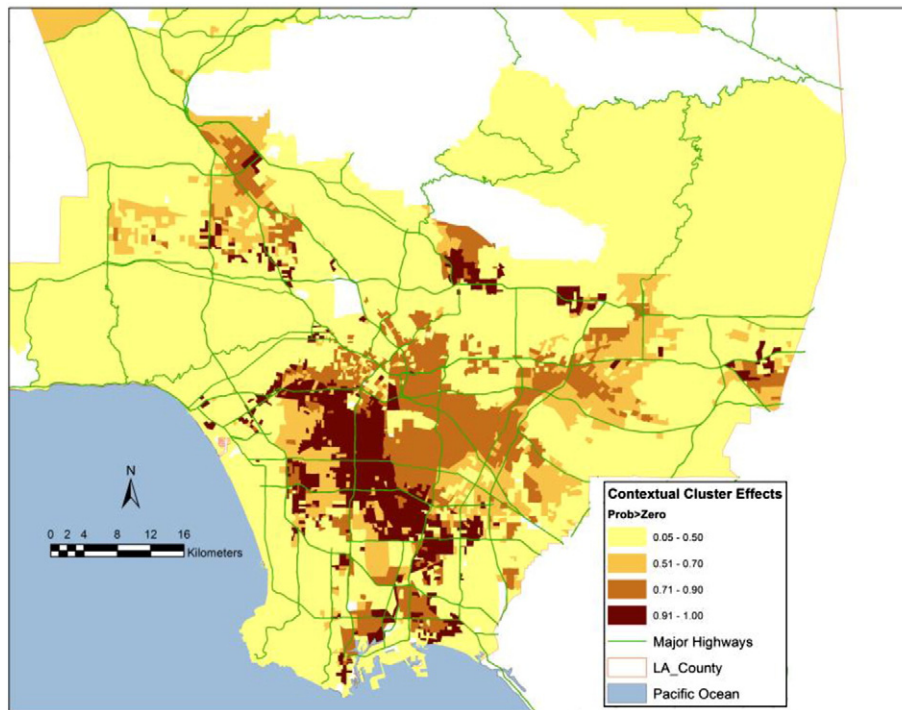 N
0 2 4 8 12 16
Kilometers
Contextual Cluster Effects
Prob>Zero
0.05 - 0.50
0.51 - 0.70
0.71 - 0.90
0.91 - 1.00
Major Highways
LA_County
Pacific Ocean